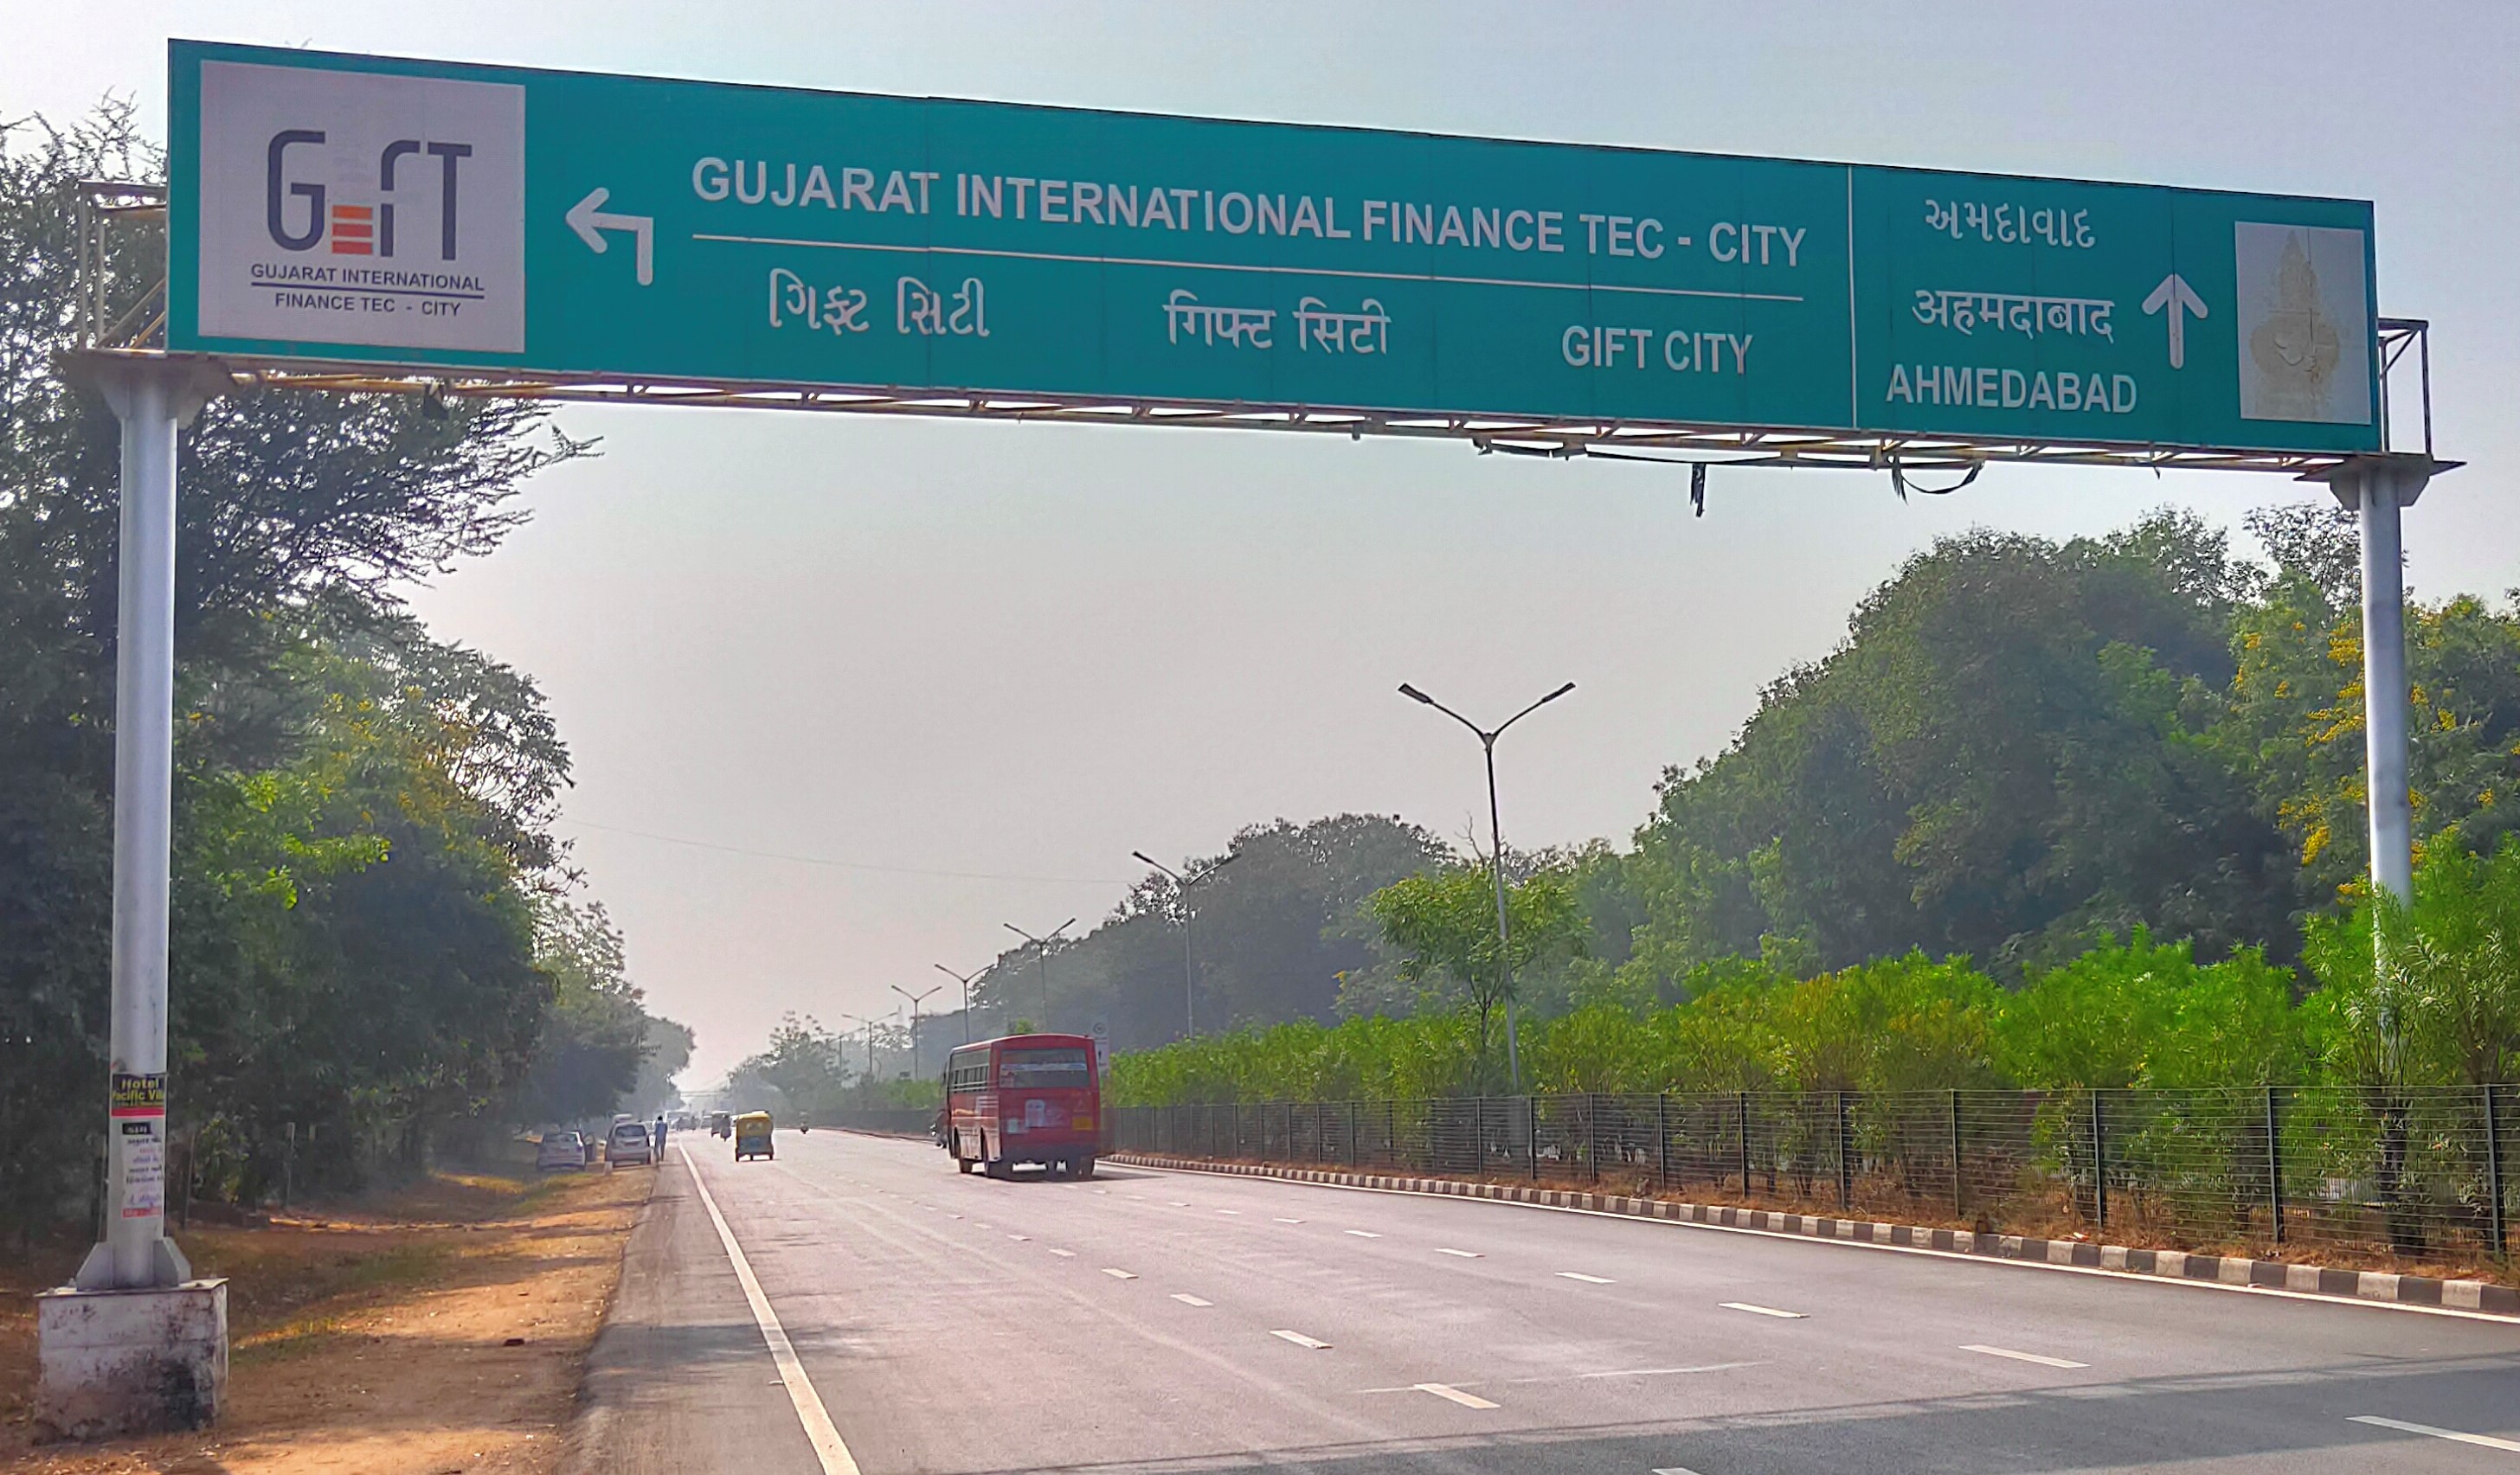 GIFT
GUJARAT INTERNATIONAL
FINANCE TEC - CITY
GUJARAT INTERNATIONAL FINANCE TEC - CITY
ગિફ્ટ સિટી गिफ्ट सिटी GIFT CITY
અમદાવાદ
अहमदाबाद
AHMEDABAD
Hotel
Pacific